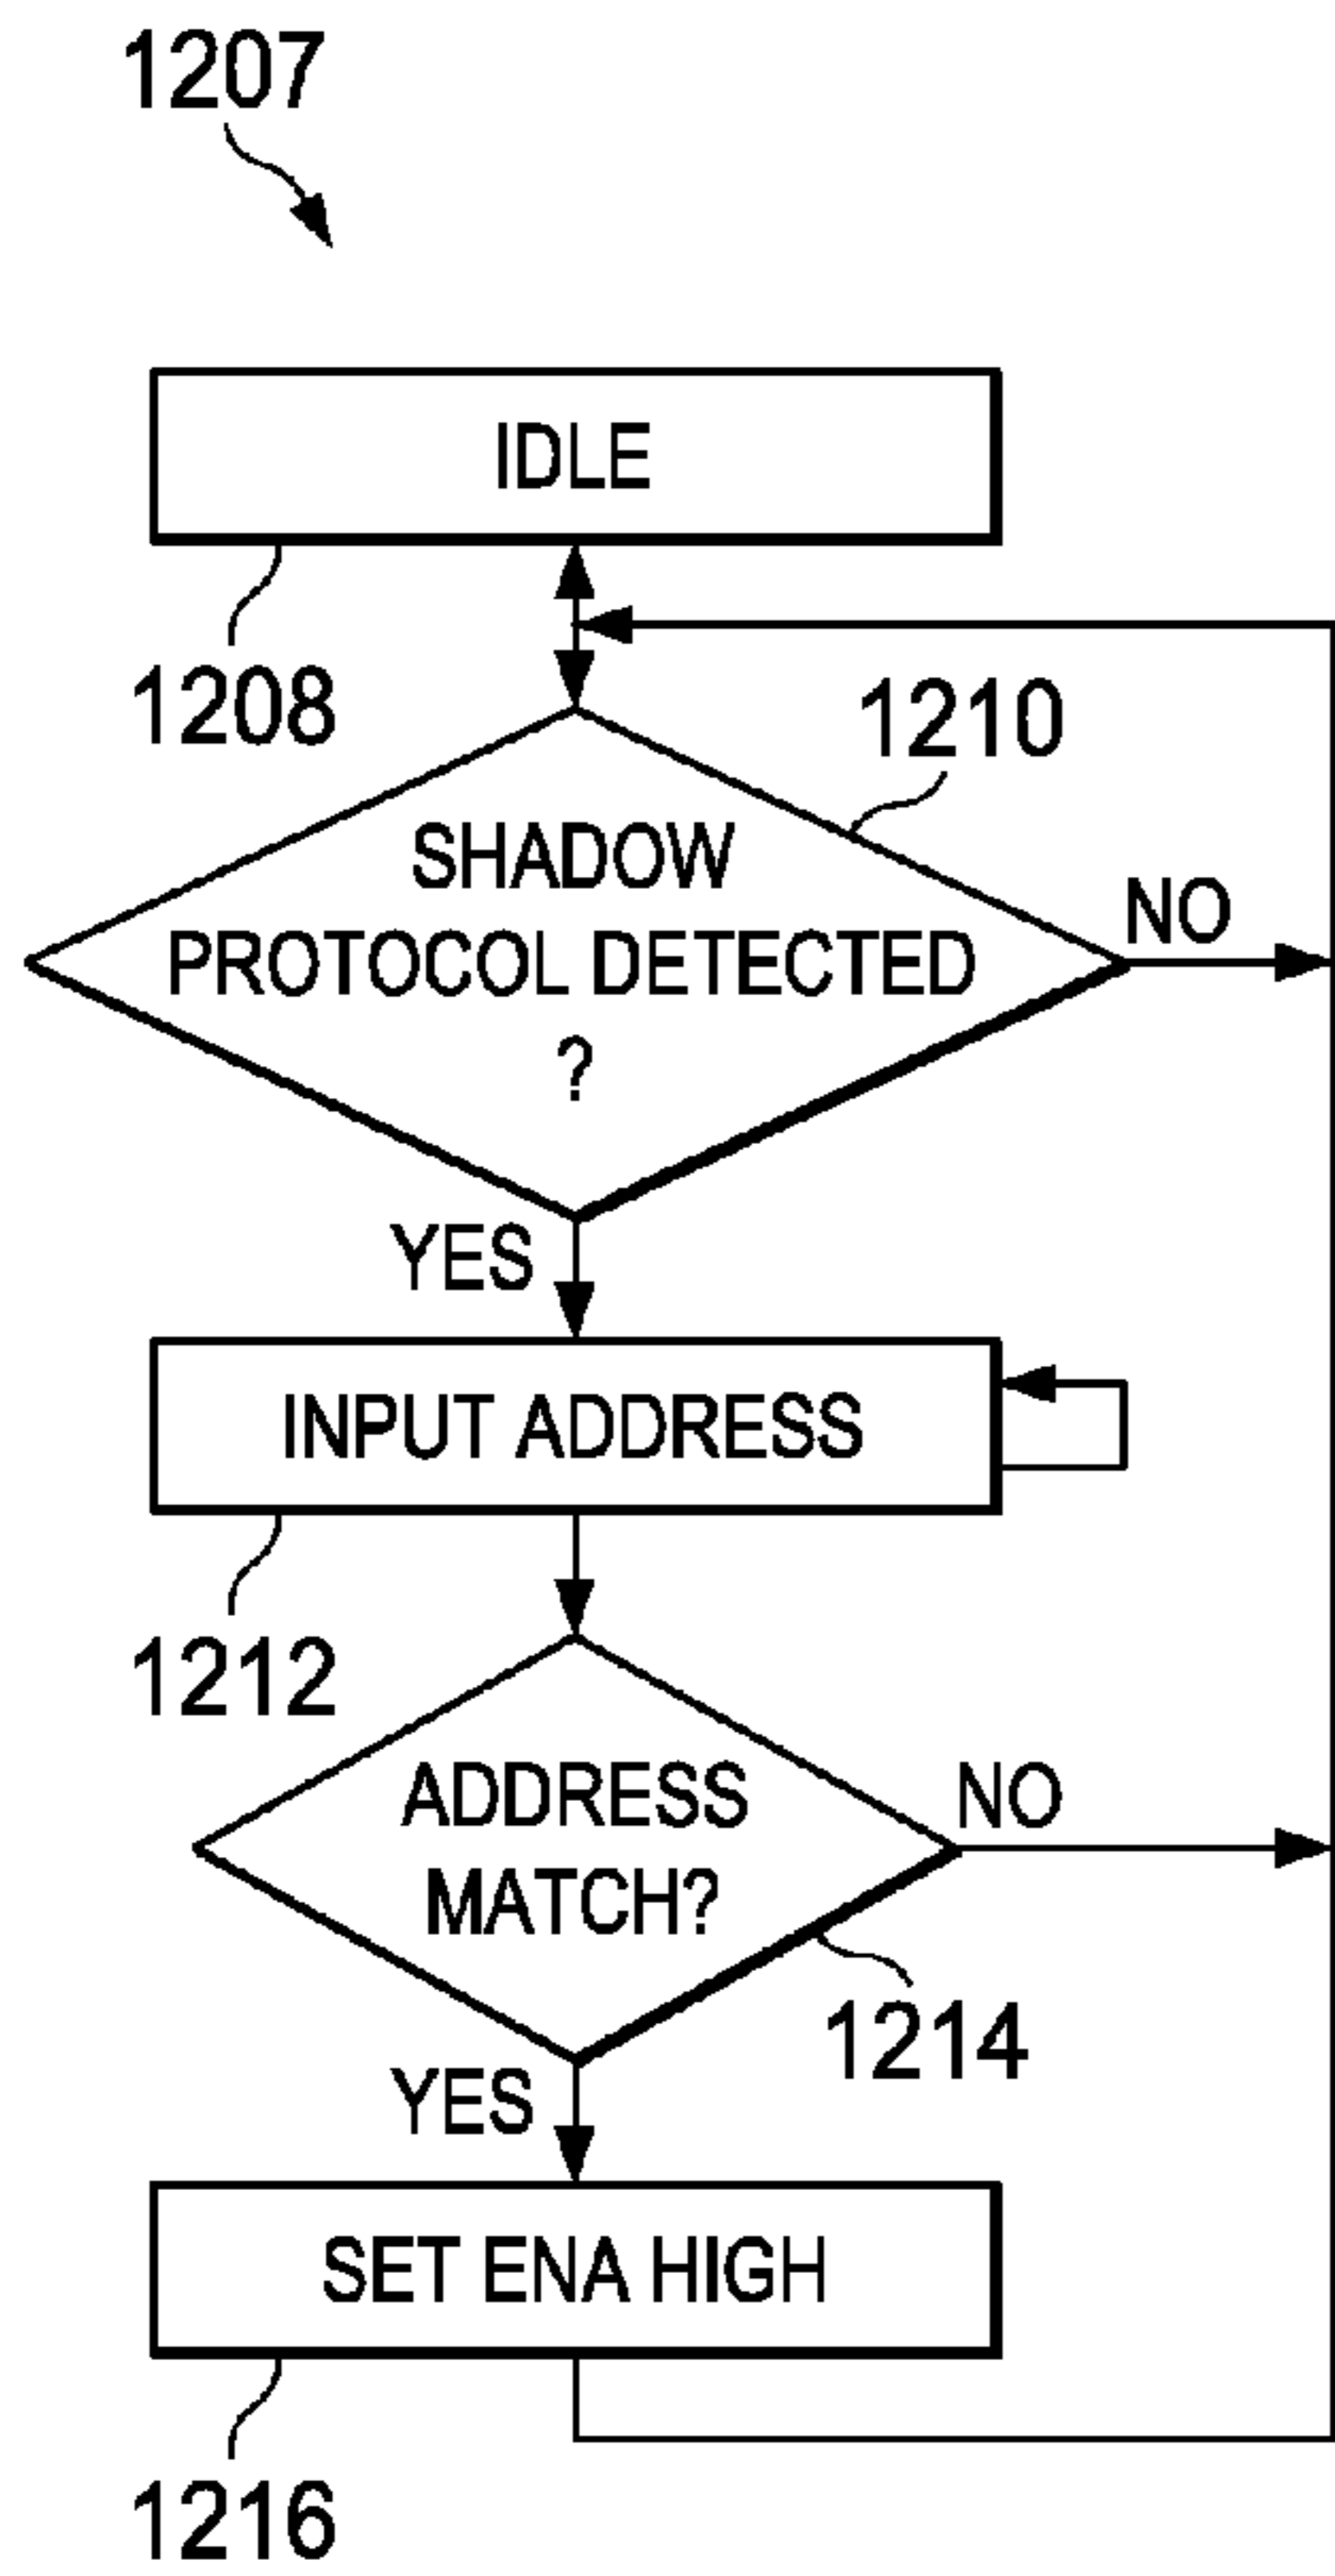 1207
IDLE
1208
1210
SHADOW
PROTOCOL DETECTED
?
NO
YES
INPUT ADDRESS
1212
ADDRESS
MATCH?
NO
1214
YES
SET ENA HIGH
1216